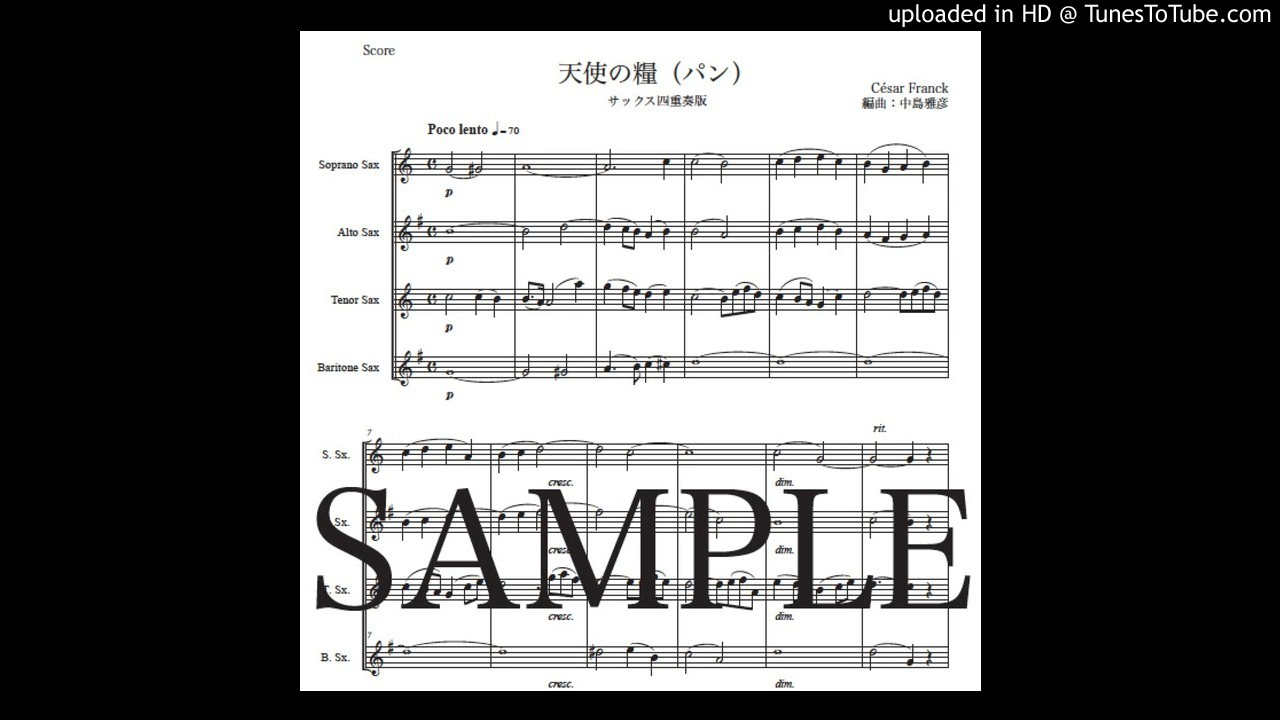 uploaded in HD @ TunesToTube.com
Score
天使の糧（パン）
サックス四重奏版
César Franck
編曲：中島雅彦
Poco lento ♩=70
Soprano Sax
p
Alto Sax
p
Tenor Sax
p
Baritone Sax
p
7
rit.
S. Sx.
cresc. dim.
SAMPLE
Sx.
cresc. dim.
T. Sx.
cresc. dim.
7
B. Sx.
cresc. dim.